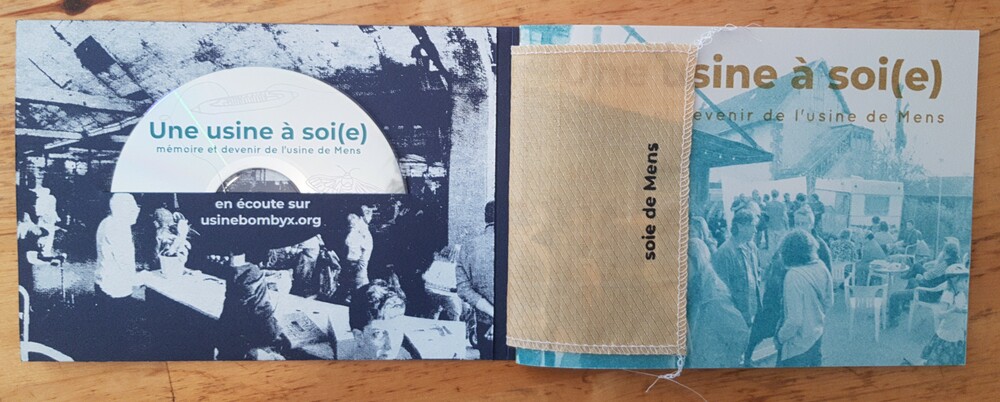 Une usine à soi(e)
mémoire et devenir de l'usine de Mens
en écoute sur
usinebombyx.org
soie de Mens
Une usine à soi(e)
devenir de l'usine de Mens